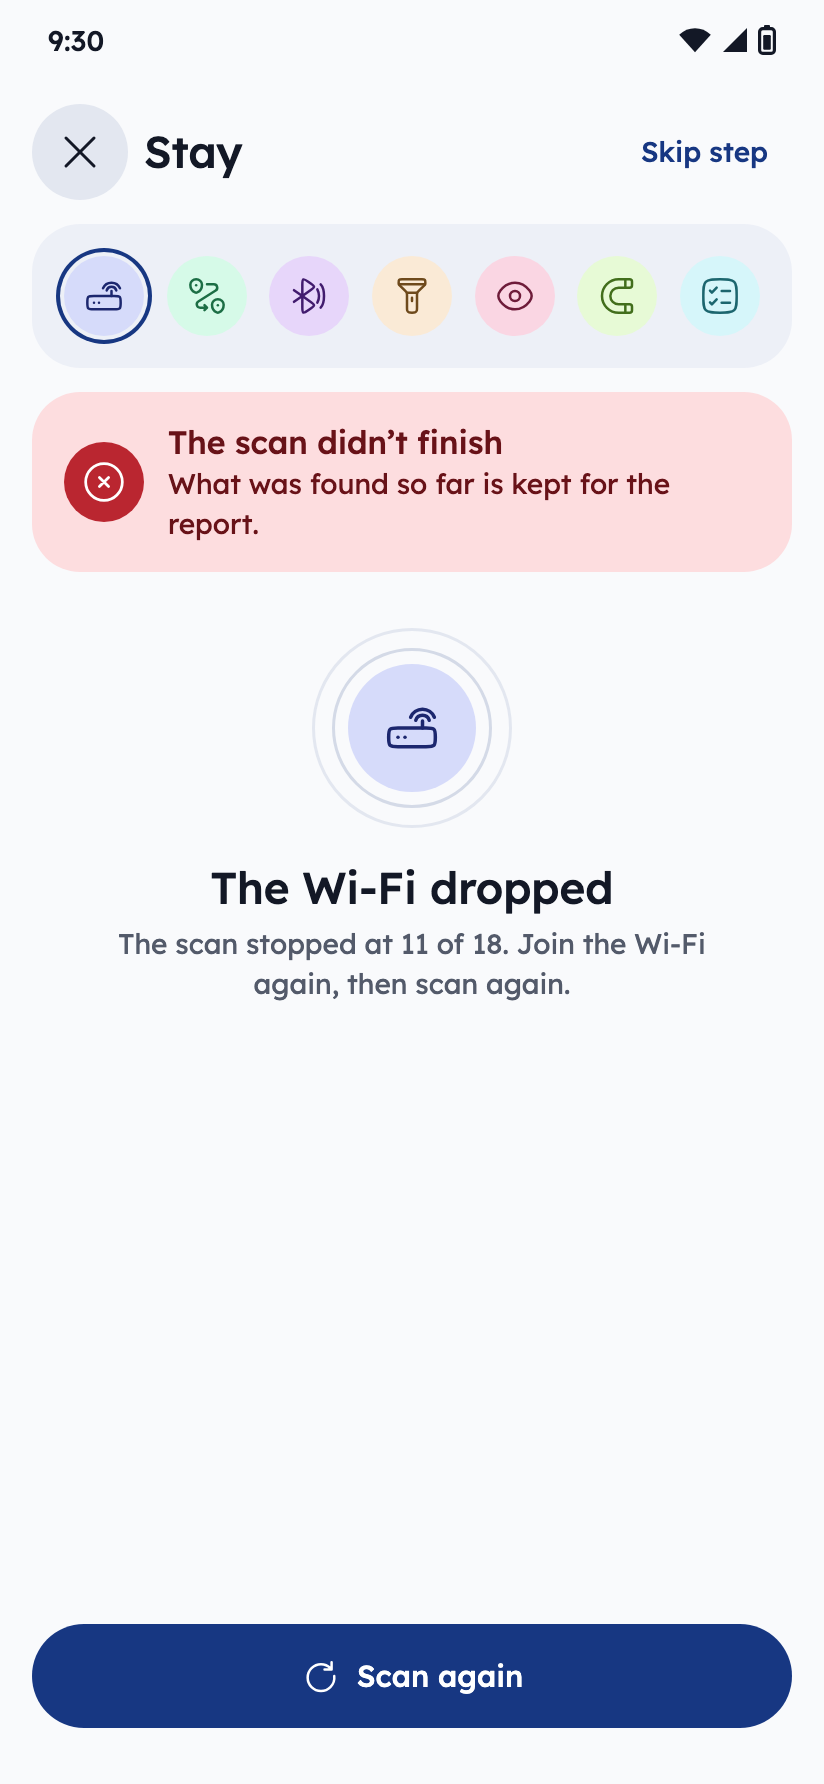 9:30
Stay
Skip step
The scan didn’t finish
What was found so far is kept for the
report.
The Wi-Fi dropped
The scan stopped at 11 of 18. Join the Wi-Fi
again, then scan again.
Scan again